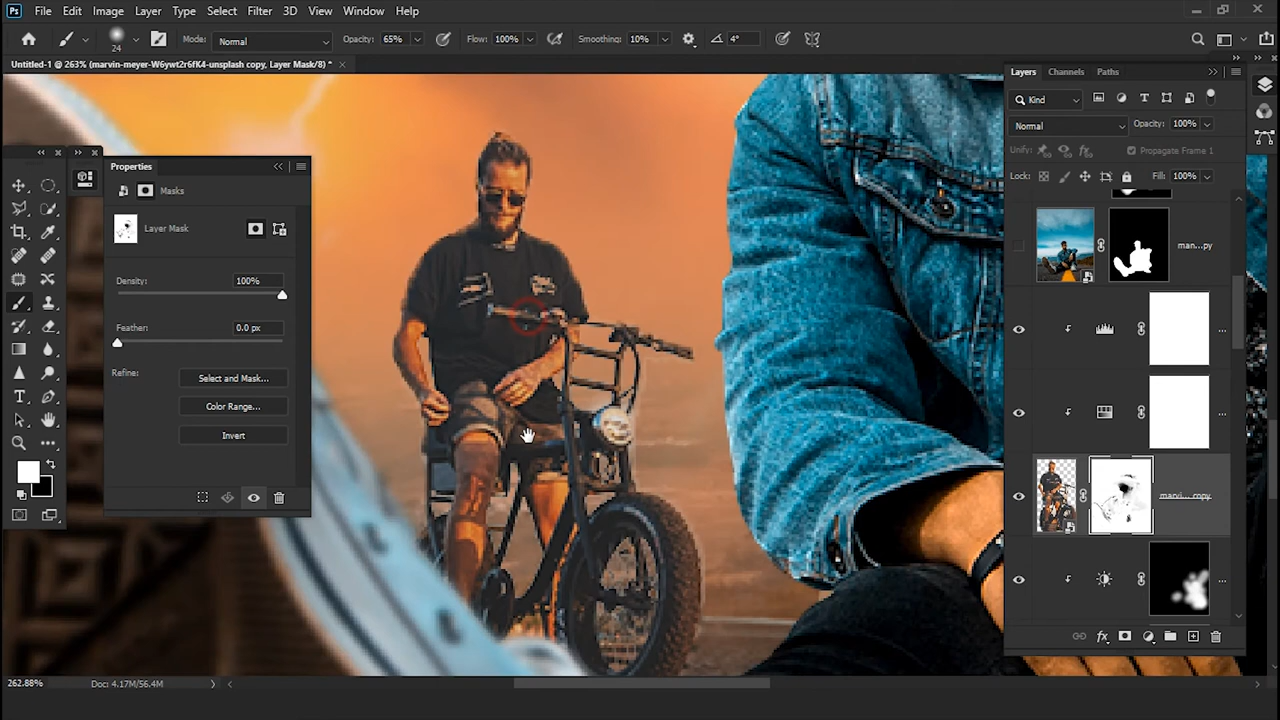 Ps File Edit Image Layer Type Select Filter 3D View Window Help
24 Mode: Normal Opacity: 65% Flow: 100% Smoothing: 10% 4°
Untitled-1 @ 263% (marvin-meyer-W6ywt2r6fK4-unsplash copy, Layer Mask/8) *
Properties
Masks
Layer Mask
Density: 100%
Feather: 0.0 px
Refine: Select and Mask...
Color Range...
Invert
Layers Channels Paths
Kind
Normal Opacity: 100%
Unify: Propagate Frame 1
Lock: Fill: 100%
man...py
...
...
marvi... copy
...
fx
262.88% Doc: 4.17M/56.4M